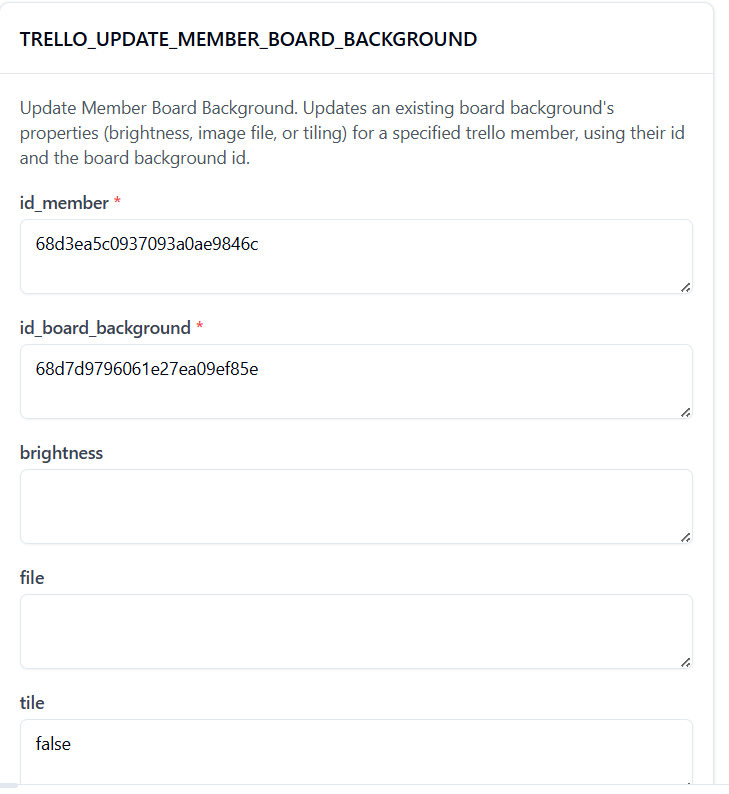 TRELLO_UPDATE_MEMBER_BOARD_BACKGROUND
Update Member Board Background. Updates an existing board background's
properties (brightness, image file, or tiling) for a specified trello member, using their id
and the board background id.
id_member *
68d3ea5c0937093a0ae9846c
id_board_background *
68d7d9796061e27ea09ef85e
brightness
file
tile
false